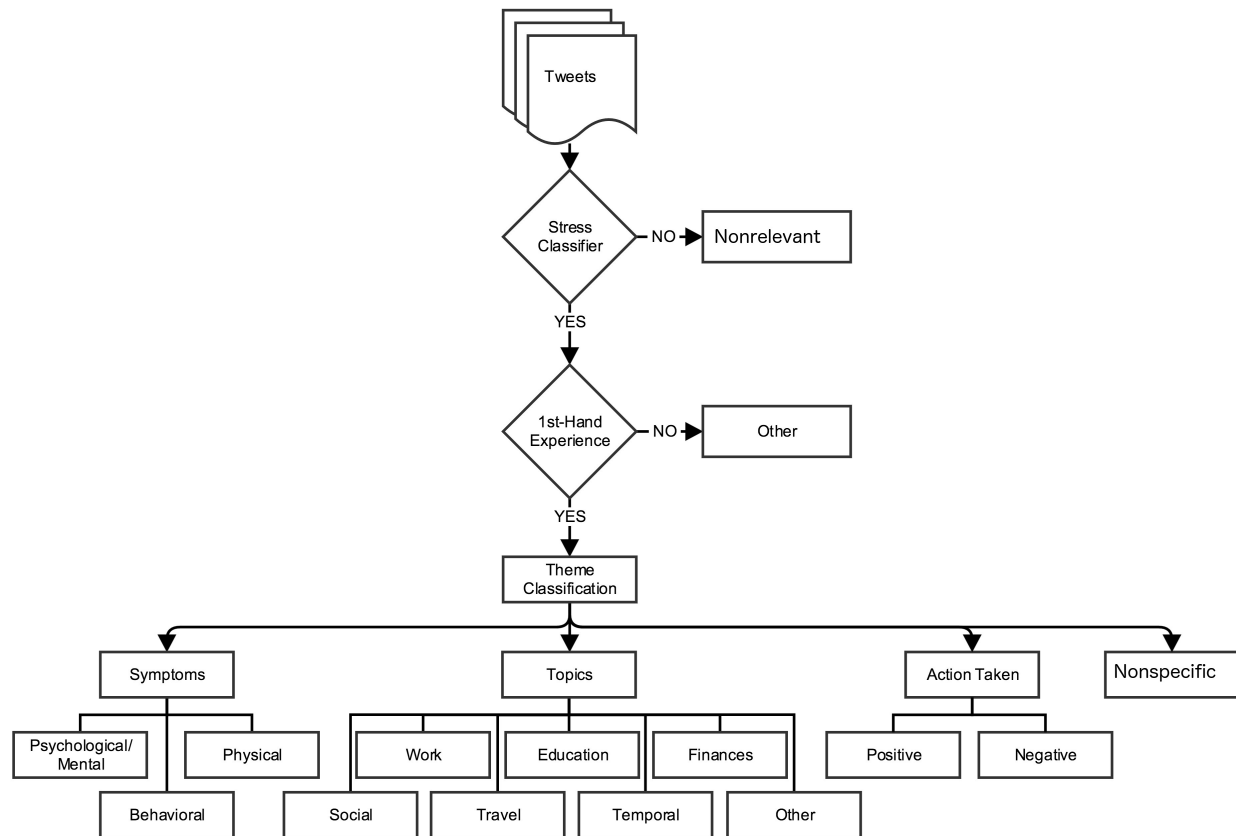 Tweets
Stress
Classifier
NO
Nonrelevant
YES
1st-Hand
Experience
NO
Other
YES
Theme
Classification
Symptoms
Topics
Action Taken
Nonspecific
Psychological/
Mental
Physical
Work
Education
Finances
Positive
Negative
Behavioral
Social
Travel
Temporal
Other